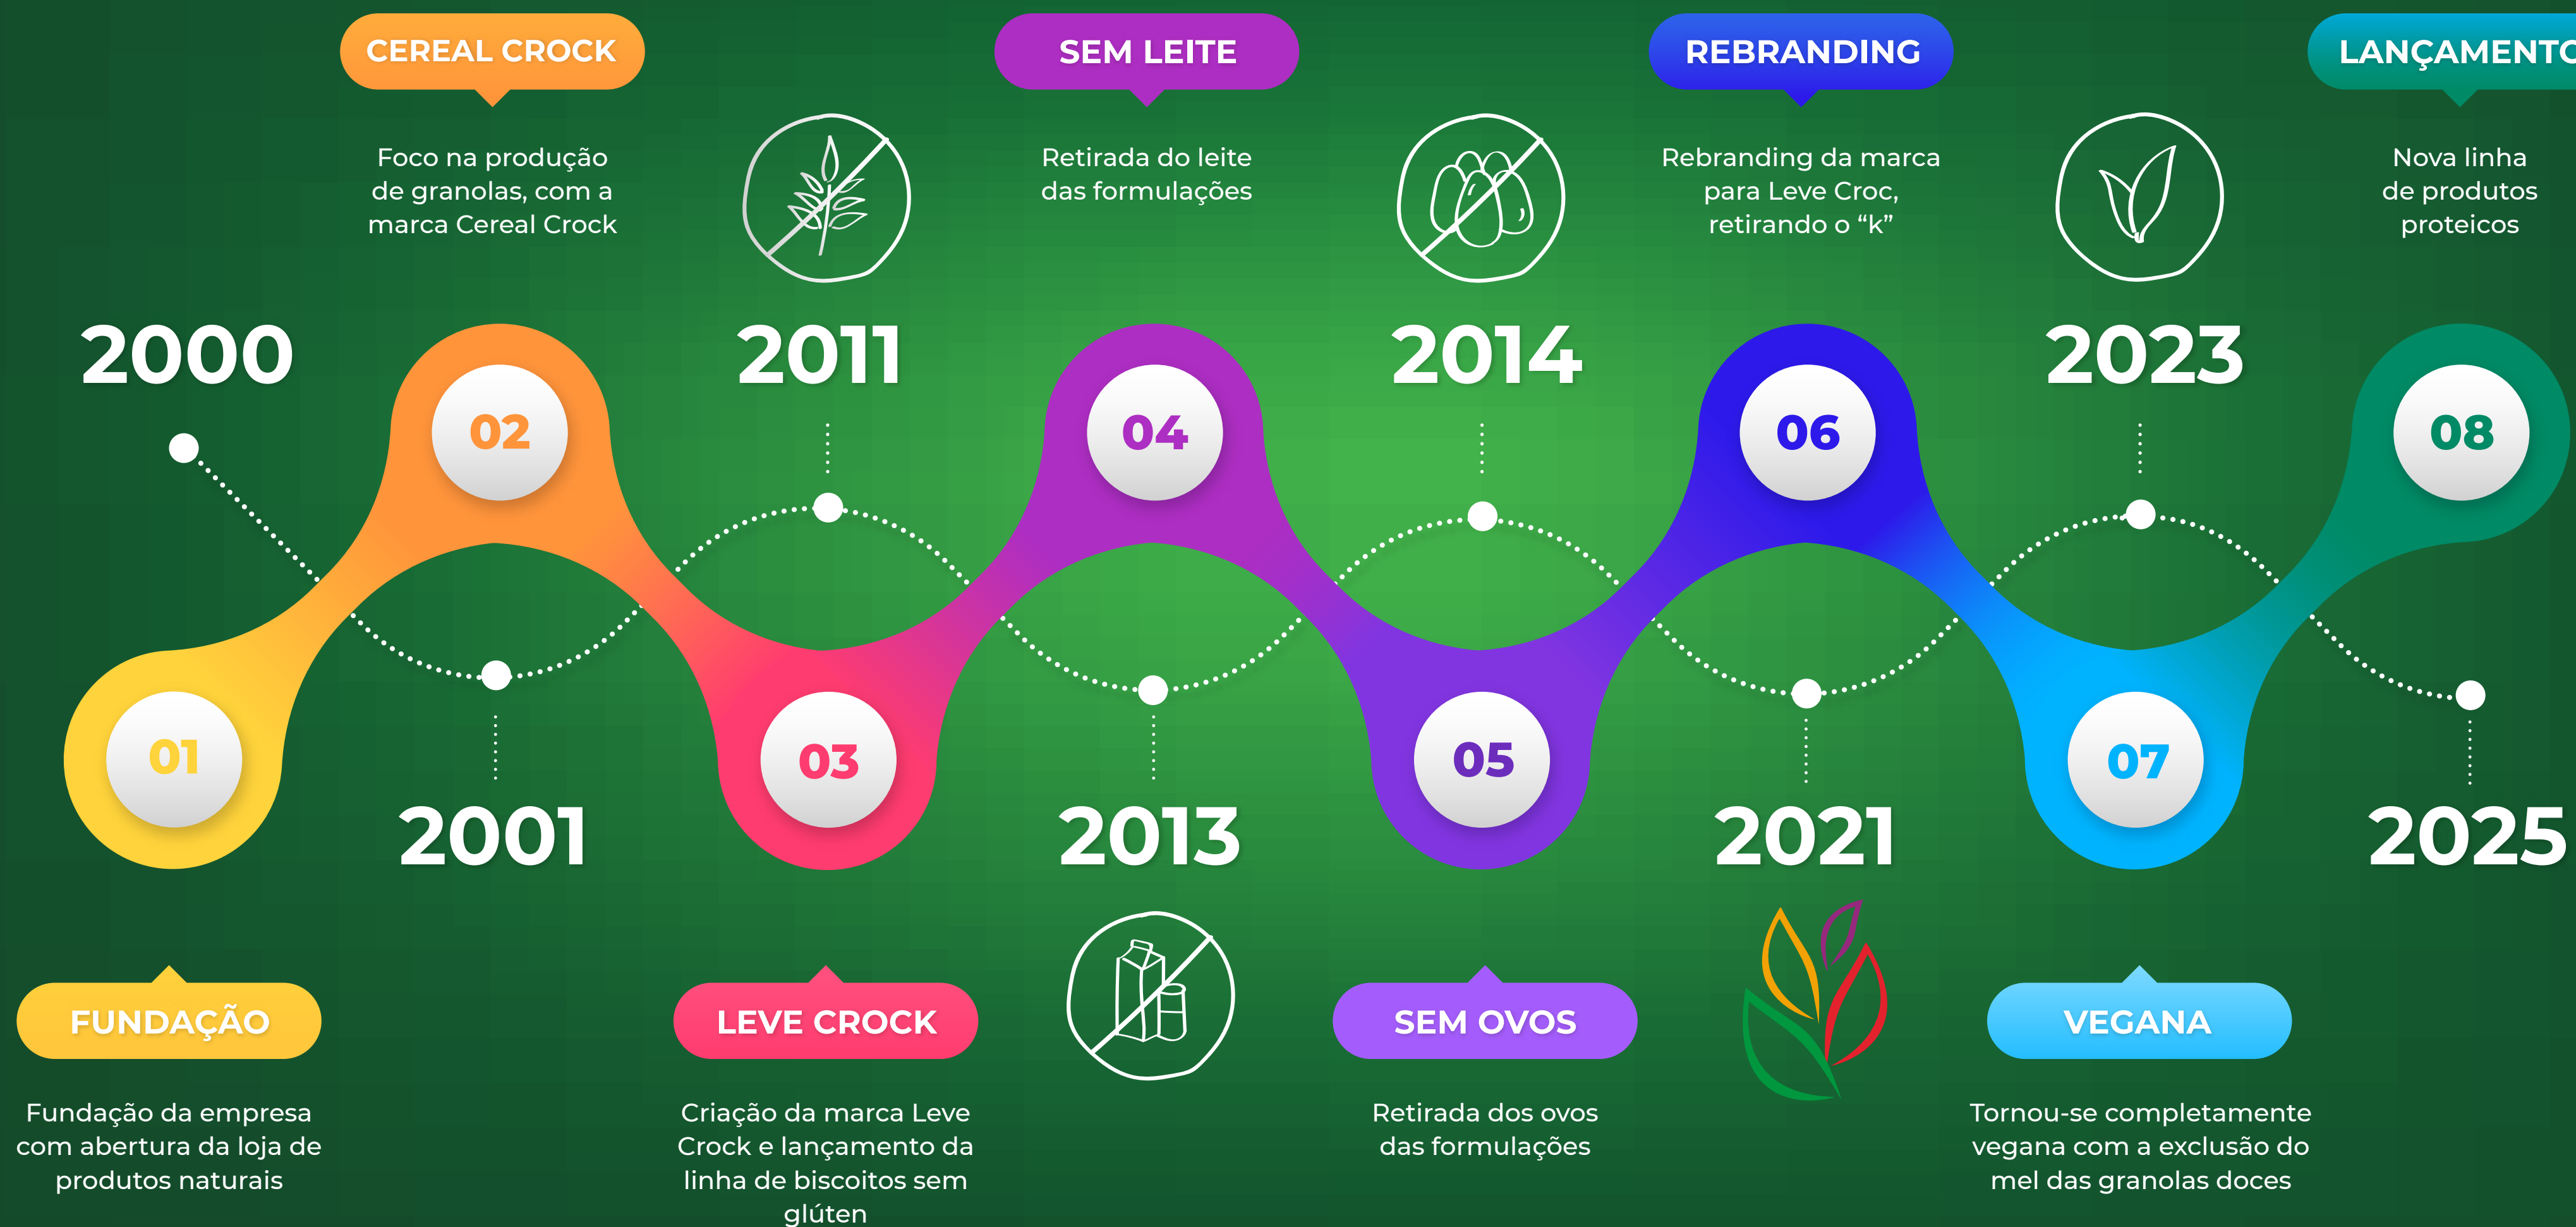 CEREAL CROCK
Foco na produção
de granolas, com a
marca Cereal Crock
SEM LEITE
Retirada do leite
das formulações
REBRANDING
Rebranding da marca
para Leve Croc,
retirando o “k”
LANÇAMENTO
Nova linha
de produtos
proteicos
2000
2011
2014
2023
02
04
06
08
01
03
05
07
2001
2013
2021
2025
FUNDAÇÃO
Fundação da empresa
com abertura da loja de
produtos naturais
LEVE CROCK
Criação da marca Leve
Crock e lançamento da
linha de biscoitos sem
glúten
SEM OVOS
Retirada dos ovos
das formulações
VEGANA
Tornou-se completamente
vegana com a exclusão do
mel das granolas doces